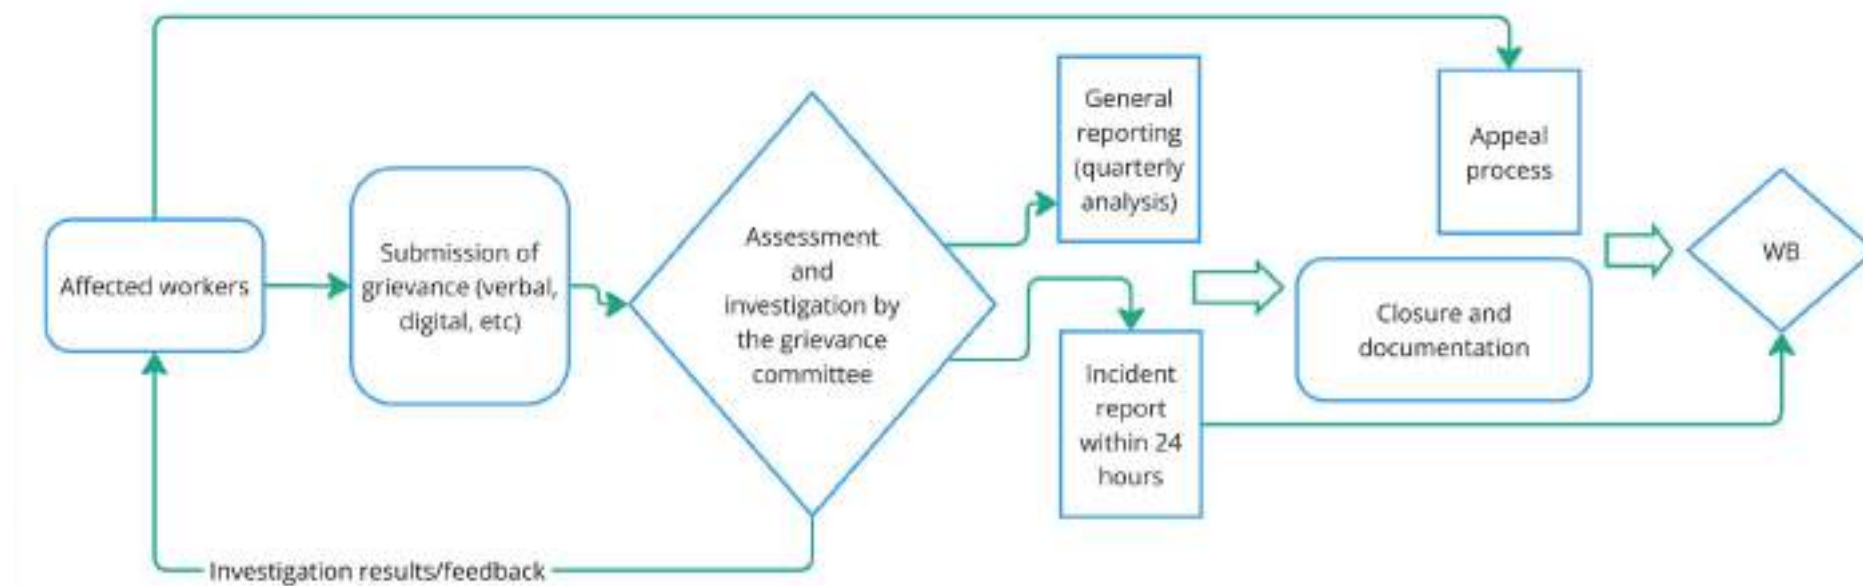 Affected workers
Submission of
grievance (verbal,
digital, etc)
Assessment
and
investigation by
the grievance
committee
General
reporting
(quarterly
analysis)
Incident
report
within 24
hours
Appeal
process
Closure and
documentation
WB
Investigation results/feedback